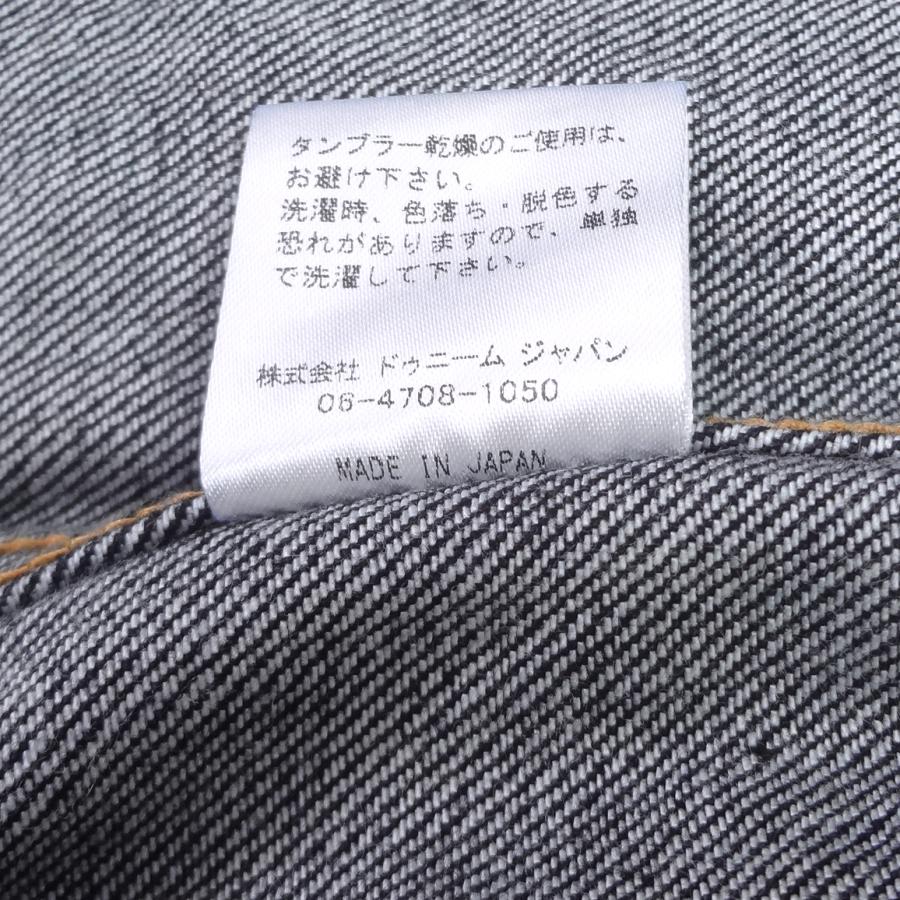 タンブラー乾燥のご使用は、
お避け下さい。
洗濯時、色落ち・脱色する
恐れがありますので、単独
で洗濯して下さい。
株式会社 ドゥニーム ジャパン
06-4708-1050
MADE IN JAPAN